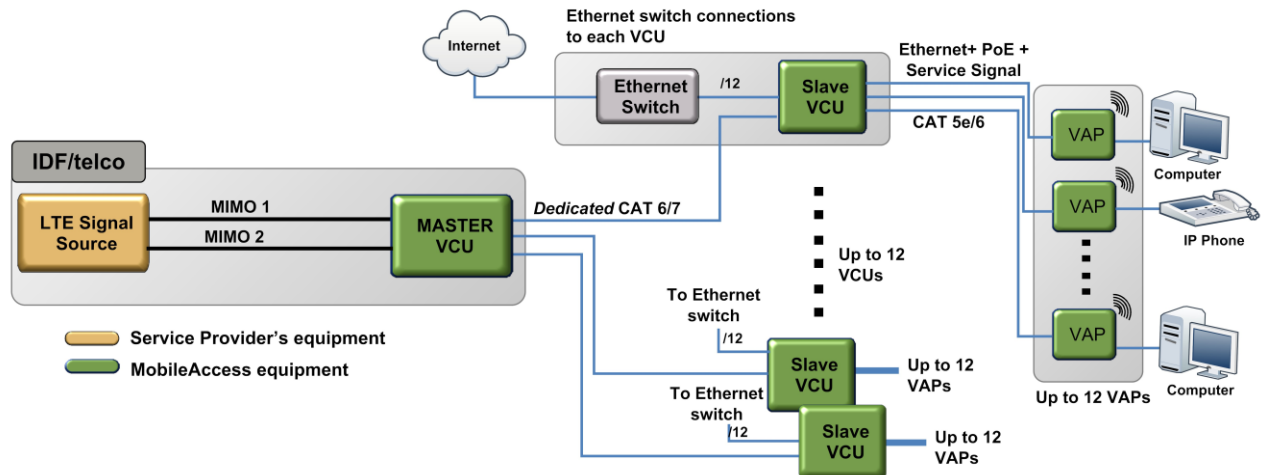 Ethernet switch connections
to each VCU
Internet
Ethernet
Switch
/12
Slave
VCU
Ethernet+ PoE +
Service Signal
CAT 5e/6
VAP
Computer
VAP
IP Phone
VAP
Computer
Up to 12 VAPs
IDF/telco
LTE Signal
Source
MIMO 1
MIMO 2
MASTER
VCU
Dedicated CAT 6/7
Up to 12
VCUs
To Ethernet
switch
/12
Slave
VCU
Up to 12
VAPs
To Ethernet
switch
/12
Slave
VCU
Up to 12
VAPs
Service Provider's equipment
MobileAccess equipment